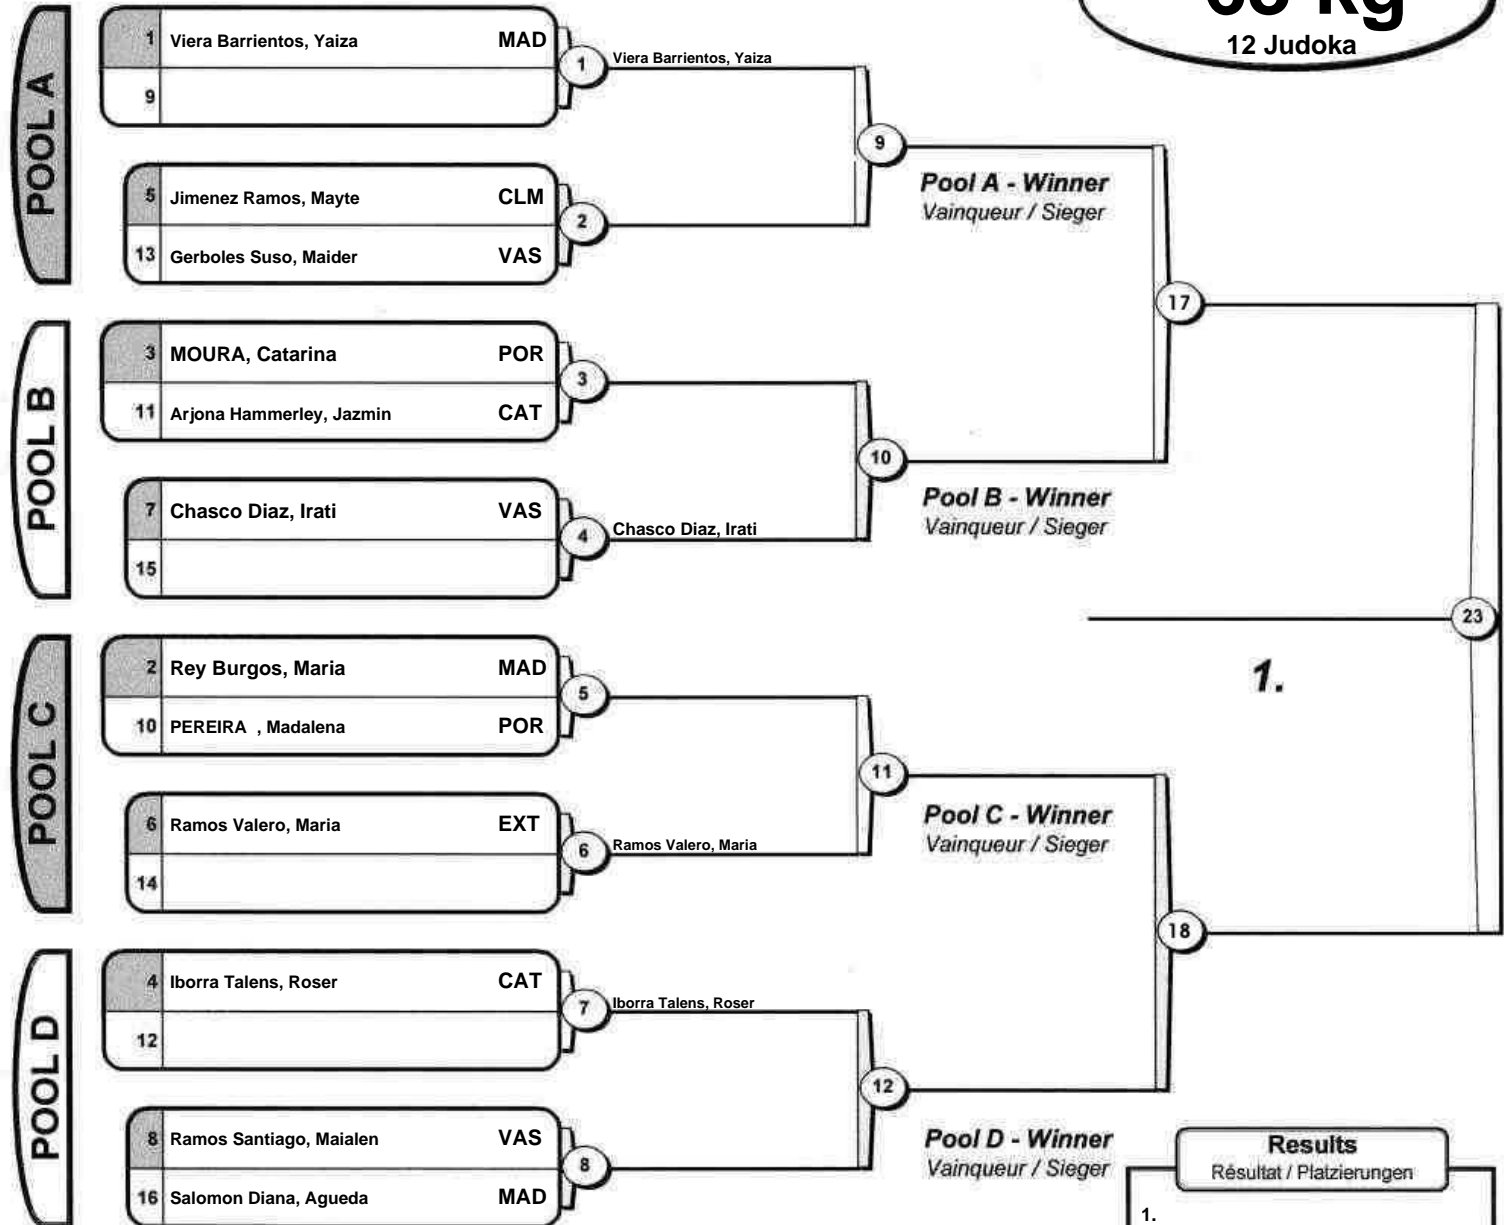 12 Judoka
POOL A
1 Viera Barrientos, Yaiza MAD
9
1 Viera Barrientos, Yaiza
5 Jimenez Ramos, Mayte CLM
13 Gerboles Suso, Maider VAS
2
9
Pool A - Winner
Vainqueur / Sieger
POOL B
3 MOURA, Catarina POR
11 Arjona Hammerley, Jazmin CAT
3
7 Chasco Diaz, Irati VAS
15
4 Chasco Diaz, Irati
10
Pool B - Winner
Vainqueur / Sieger
17
POOL C
2 Rey Burgos, Maria MAD
10 PEREIRA , Madalena POR
5
6 Ramos Valero, Maria EXT
14
6 Ramos Valero, Maria
11
Pool C - Winner
Vainqueur / Sieger
23
1.
POOL D
4 Iborra Talens, Roser CAT
12
7 Iborra Talens, Roser
8 Ramos Santiago, Maialen VAS
16 Salomon Diana, Agueda MAD
8
12
Pool D - Winner
Vainqueur / Sieger
18
Results
Résultat / Platzierungen
1.